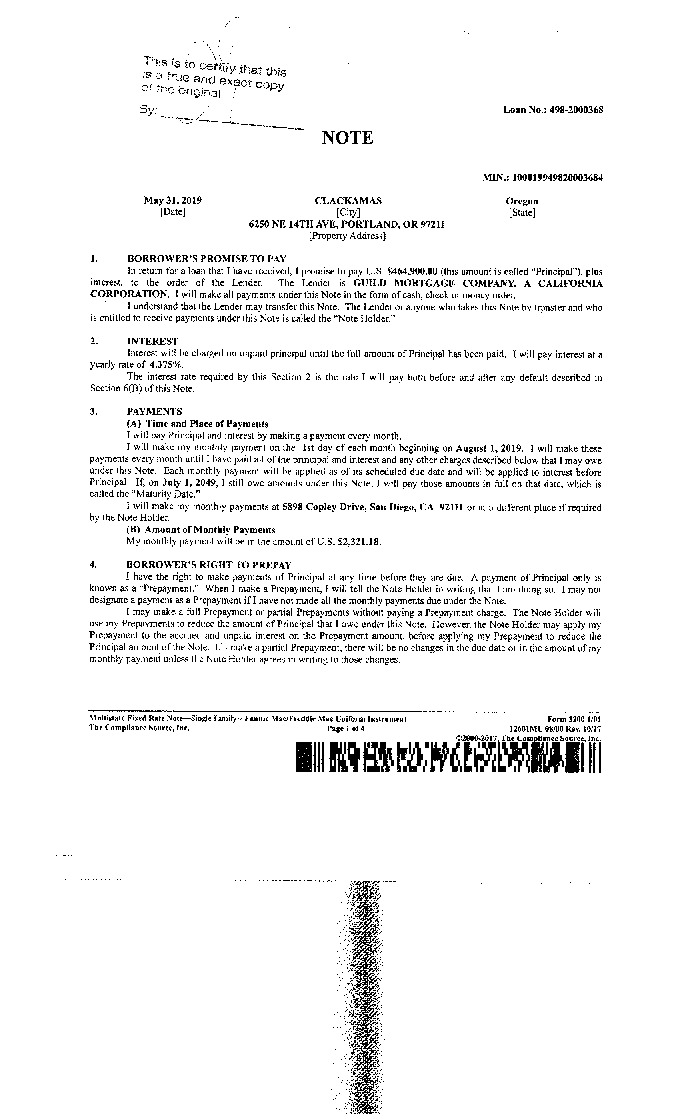 This is to certify that this
is a true and exact copy
of the original
By:
Loan No.: 498-2000368
NOTE
MIN.: 100019949820003684
May 31, 2019 CLACKAMAS Oregon
[Date] [City] [State]
6250 NE 14TH AVE, PORTLAND, OR 97211
[Property Address]
1. BORROWER'S PROMISE TO PAY
In return for a loan that I have received, I promise to pay U.S. $464,900.00 (this amount is called "Principal"), plus
interest, to the order of the Lender. The Lender is GUILD MORTGAGE COMPANY, A CALIFORNIA
CORPORATION. I will make all payments under this Note in the form of cash, check or money order.
I understand that the Lender may transfer this Note. The Lender or anyone who takes this Note by transfer and who
is entitled to receive payments under this Note is called the "Note Holder."
2. INTEREST
Interest will be charged on unpaid principal until the full amount of Principal has been paid. I will pay interest at a
yearly rate of 4.375%.
The interest rate required by this Section 2 is the rate I will pay both before and after any default described in
Section 6(B) of this Note.
3. PAYMENTS
(A) Time and Place of Payments
I will pay Principal and interest by making a payment every month.
I will make my monthly payment on the 1st day of each month beginning on August 1, 2019. I will make these
payments every month until I have paid all of the principal and interest and any other charges described below that I may owe
under this Note. Each monthly payment will be applied as of its scheduled due date and will be applied to interest before
Principal. If, on July 1, 2049, I still owe amounts under this Note, I will pay those amounts in full on that date, which is
called the "Maturity Date."
I will make my monthly payments at 5898 Copley Drive, San Diego, CA 92111 or at a different place if required
by the Note Holder.
(B) Amount of Monthly Payments
My monthly payment will be in the amount of U.S. $2,321.18.
4. BORROWER'S RIGHT TO PREPAY
I have the right to make payments of Principal at any time before they are due. A payment of Principal only is
known as a "Prepayment." When I make a Prepayment, I will tell the Note Holder in writing that I am doing so. I may not
designate a payment as a Prepayment if I have not made all the monthly payments due under the Note.
I may make a full Prepayment or partial Prepayments without paying a Prepayment charge. The Note Holder will
use my Prepayments to reduce the amount of Principal that I owe under this Note. However, the Note Holder may apply my
Prepayment to the accrued and unpaid interest on the Prepayment amount, before applying my Prepayment to reduce the
Principal amount of the Note. If I make a partial Prepayment, there will be no changes in the due date or in the amount of my
monthly payment unless the Note Holder agrees in writing to those changes.
Multistate Fixed Rate Note—Single Family—Fannie Mae/Freddie Mac Uniform Instrument Form 3200 1/01
The Compliance Source, Inc. Page 1 of 4 12601MU 08/00 Rev. 10/17
©2000-2017, The Compliance Source, Inc.